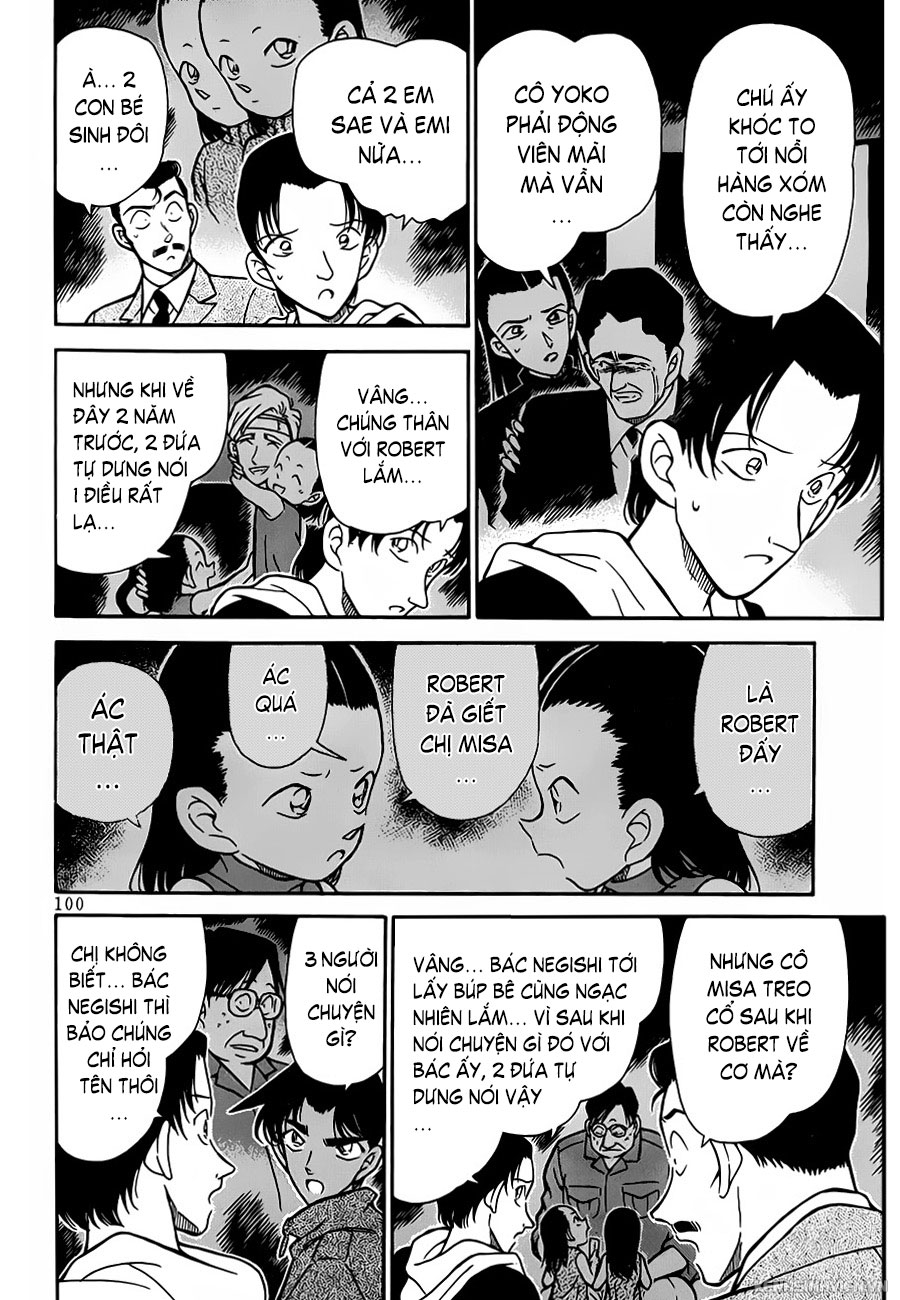 CHÚ ẤY
KHÓC TO
TỚI NỔI
HÀNG XÓM
CÒN NGHE
THẤY...
CÔ YOKO
PHẢI ĐỘNG
VIÊN MÀI
MÀ VẨN
...
CẢ 2 EM
SAE VÀ EMI
NỮA...
À... 2
CON BÉ
SINH ĐÔI
...
VÂNG...
CHÚNG THÂN
VỚI ROBERT
LẮM...
NHƯNG KHI VỀ
ĐÂY 2 NĂM
TRƯỚC, 2 ĐỨA
TỰ DƯNG NÓI
1 ĐIỀU RẤT
LẠ...
LÀ
ROBERT
ĐẤY
...
ROBERT
ĐÀ GIẾT
CHỊ MISA
...
ÁC
QUÁ
...
ÁC
THẬT
...
100
NHƯNG CÔ
MISA TREO
CỔ SAU KHI
ROBERT VỀ
CƠ MÀ?
VÂNG... BÁC NEGISHI TỚI
LẤY BÚP BÊ CÙNG NGẠC
NHIÊN LẮM... VÌ SAU KHI
NÓI CHUYỆN GÌ ĐÓ VỚI
BÁC ẤY, 2 ĐỨA TỰ
DƯNG NÓI VẬY
...
3 NGƯỜI
NÓI
CHUYỆN
GÌ?
CHỊ KHÔNG
BIẾT... BÁC
NEGISHI THÌ
BẢO CHÚNG
CHỈ HỎI
TÊN THÔI
...